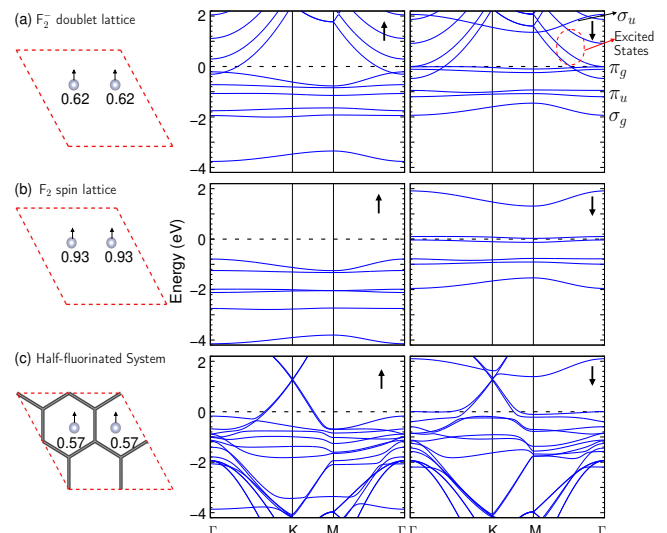 (a) F₂⁻ doublet lattice
0.62 0.62
2
0
−2
−4
σu
Excited
States
πg
πu
σg
(b) F₂ spin lattice
0.93 0.93
Energy (eV)
2
0
−2
−4
(c) Half-fluorinated System
0.57 0.57
2
0
−2
−4
Γ K M Γ Γ K M Γ